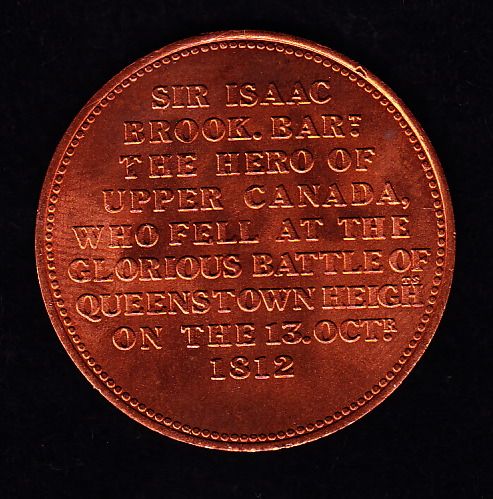 SIR ISAAC
BROOK. BART.
THE HERO OF
UPPER CANADA,
WHO FELL AT THE
GLORIOUS BATTLE OF
QUEENSTOWN HEIGHTS
ON THE 13. OCTR.
1812